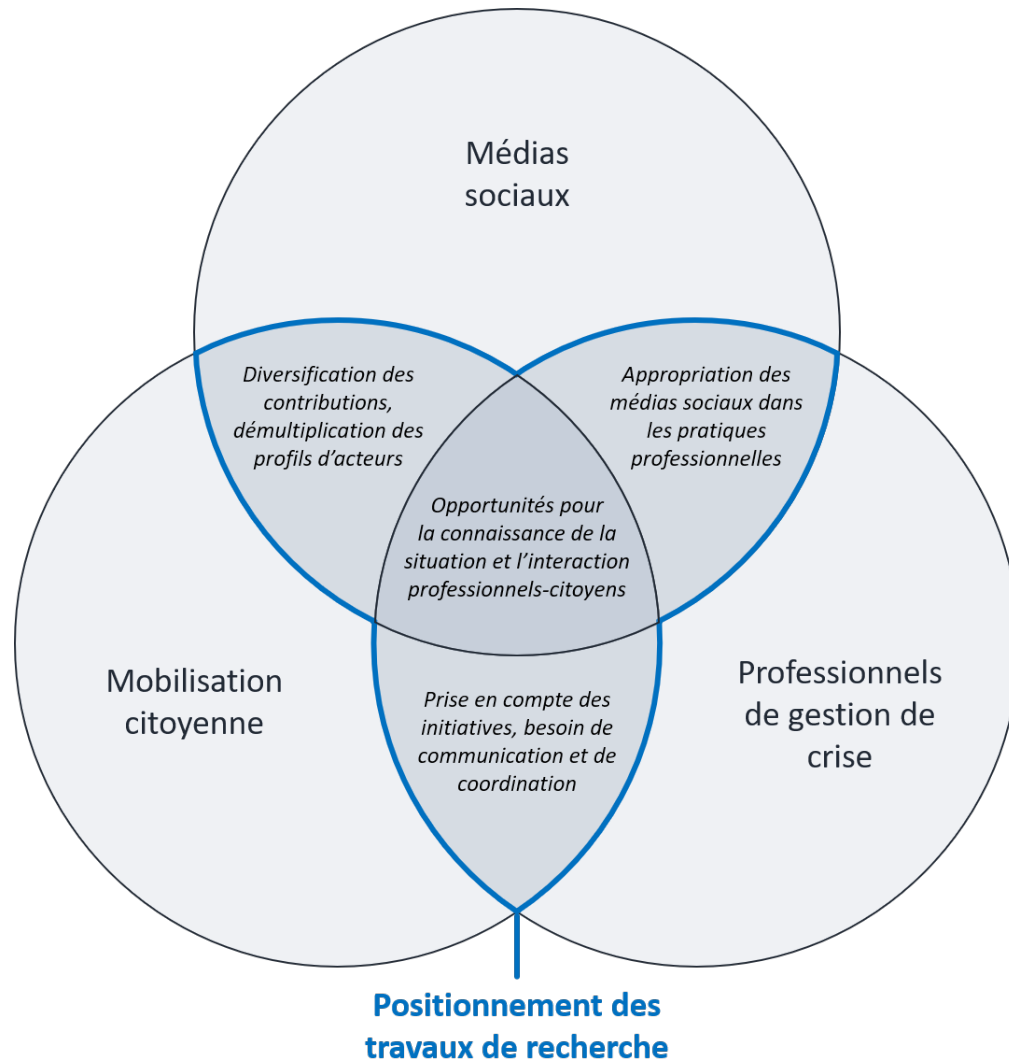 Médias
sociaux
Diversification des
contributions,
démultiplication des
profils d'acteurs
Appropriation des
médias sociaux dans
les pratiques
professionnelles
Opportunités pour
la connaissance de la
situation et l'interaction
professionnels-citoyens
Mobilisation
citoyenne
Professionnels
de gestion de
crise
Prise en compte des
initiatives, besoin de
communication et de
coordination
Positionnement des
travaux de recherche